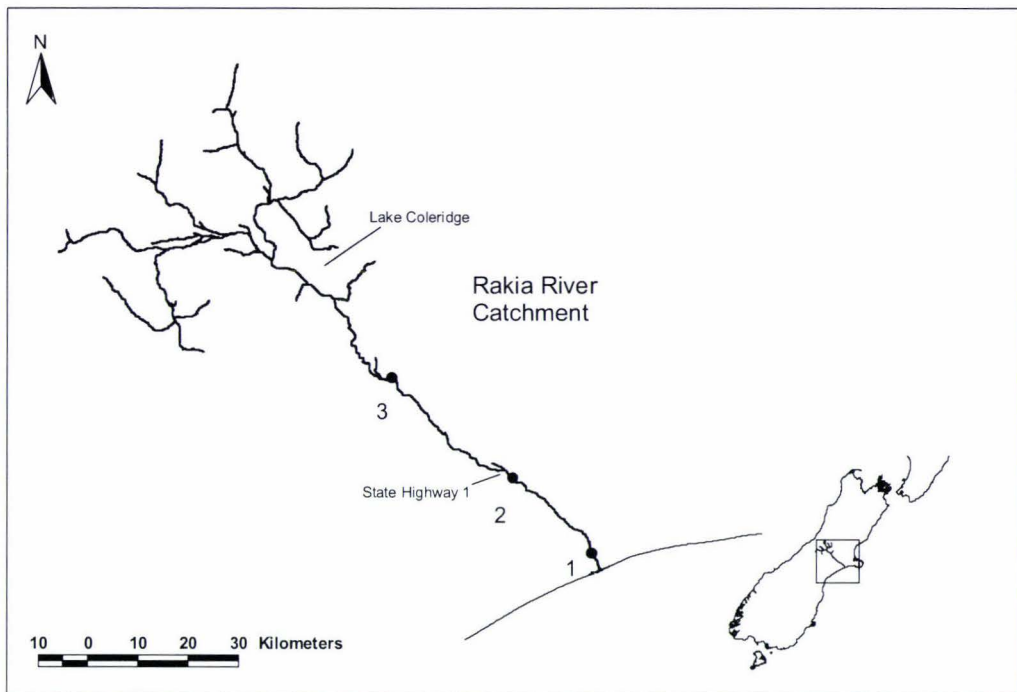 N
Lake Coleridge
Rakia River
Catchment
3
State Highway 1
2
1
10 0 10 20 30 Kilometers